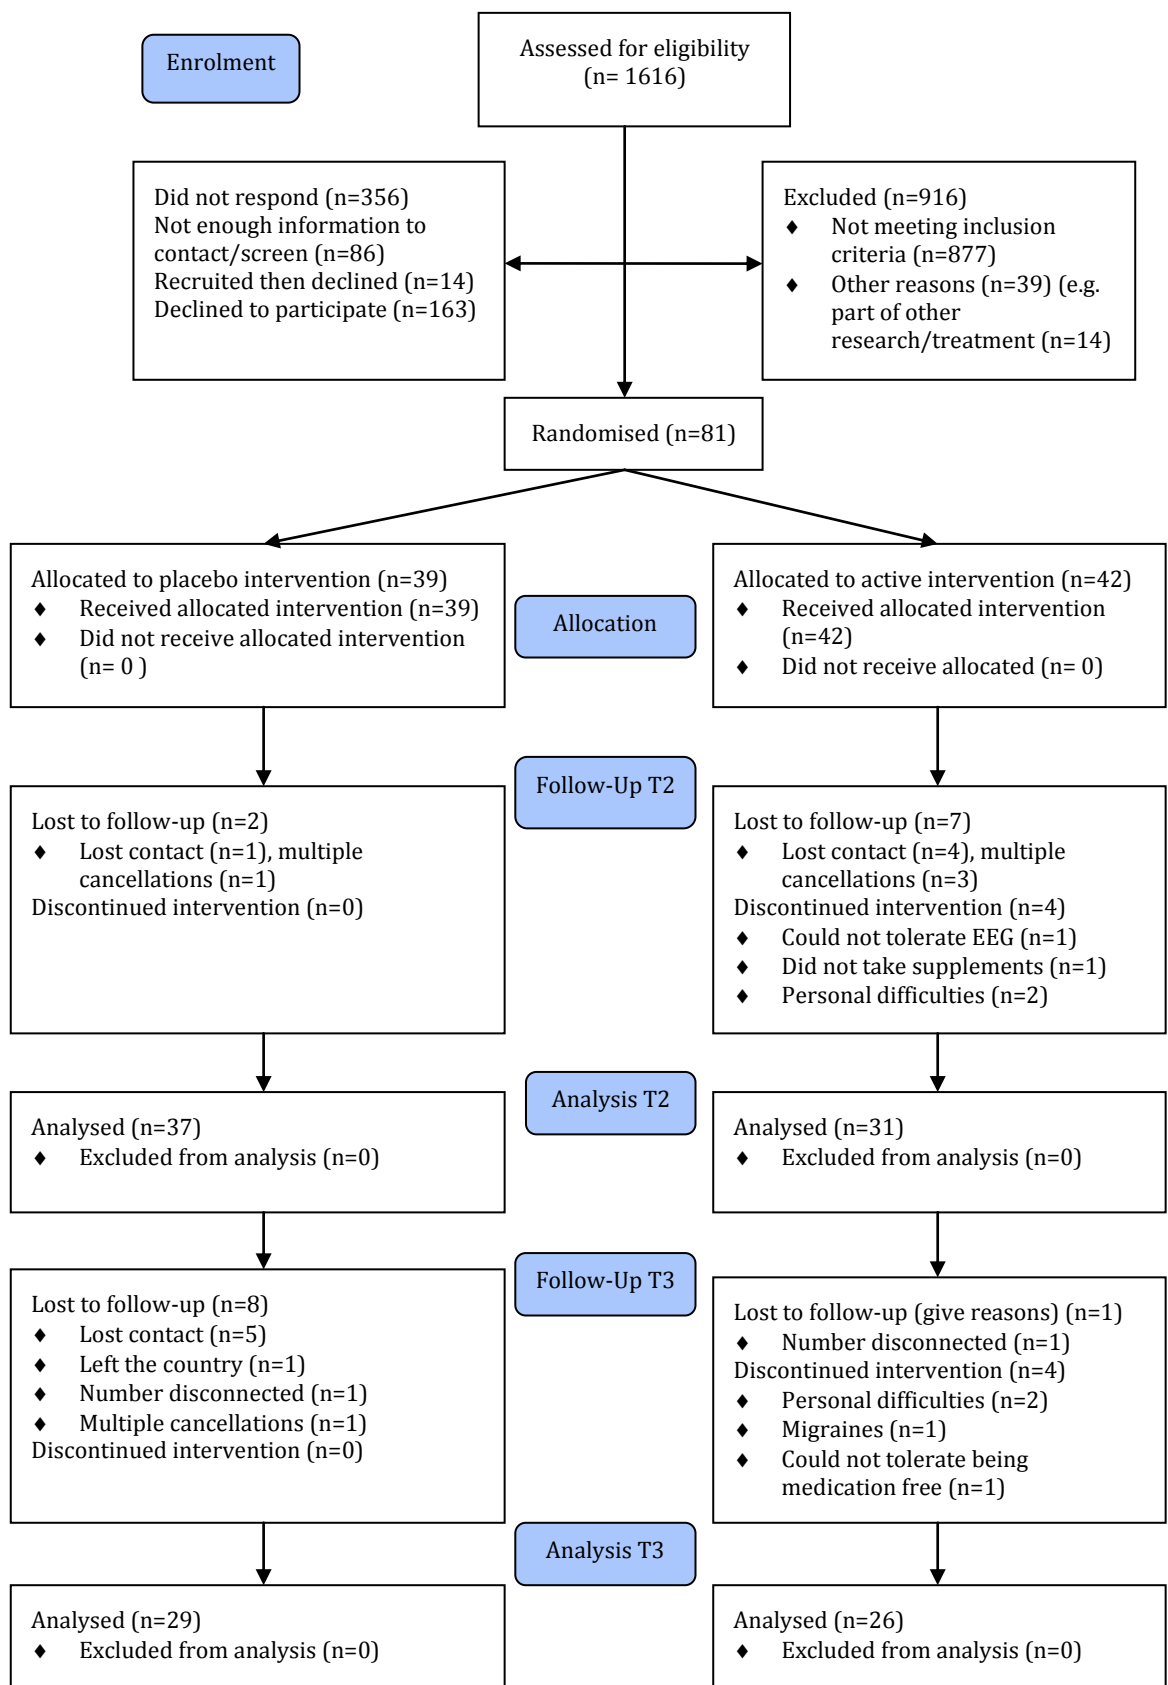 Enrolment
Assessed for eligibility
(n= 1616)
Did not respond (n=356)
Not enough information to
contact/screen (n=86)
Recruited then declined (n=14)
Declined to participate (n=163)
Excluded (n=916)
♦ Not meeting inclusion
criteria (n=877)
♦ Other reasons (n=39) (e.g.
part of other
research/treatment (n=14)
Randomised (n=81)
Allocated to placebo intervention (n=39)
♦ Received allocated intervention (n=39)
♦ Did not receive allocated intervention
(n= 0 )
Allocation
Allocated to active intervention (n=42)
♦ Received allocated intervention
(n=42)
♦ Did not receive allocated (n= 0)
Follow-Up T2
Lost to follow-up (n=2)
♦ Lost contact (n=1), multiple
cancellations (n=1)
Discontinued intervention (n=0)
Lost to follow-up (n=7)
♦ Lost contact (n=4), multiple
cancellations (n=3)
Discontinued intervention (n=4)
♦ Could not tolerate EEG (n=1)
♦ Did not take supplements (n=1)
♦ Personal difficulties (n=2)
Analysis T2
Analysed (n=37)
♦ Excluded from analysis (n=0)
Analysed (n=31)
♦ Excluded from analysis (n=0)
Follow-Up T3
Lost to follow-up (n=8)
♦ Lost contact (n=5)
♦ Left the country (n=1)
♦ Number disconnected (n=1)
♦ Multiple cancellations (n=1)
Discontinued intervention (n=0)
Lost to follow-up (give reasons) (n=1)
♦ Number disconnected (n=1)
Discontinued intervention (n=4)
♦ Personal difficulties (n=2)
♦ Migraines (n=1)
♦ Could not tolerate being
medication free (n=1)
Analysis T3
Analysed (n=29)
♦ Excluded from analysis (n=0)
Analysed (n=26)
♦ Excluded from analysis (n=0)